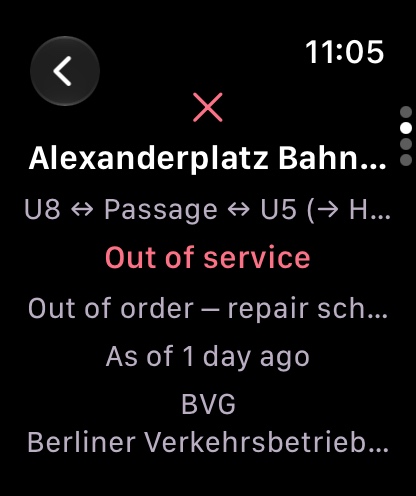 11:05
Alexanderplatz Bahn...
U8 ↔ Passage ↔ U5 (→ H...
Out of service
Out of order – repair sch...
As of 1 day ago
BVG
Berliner Verkehrsbetrieb...